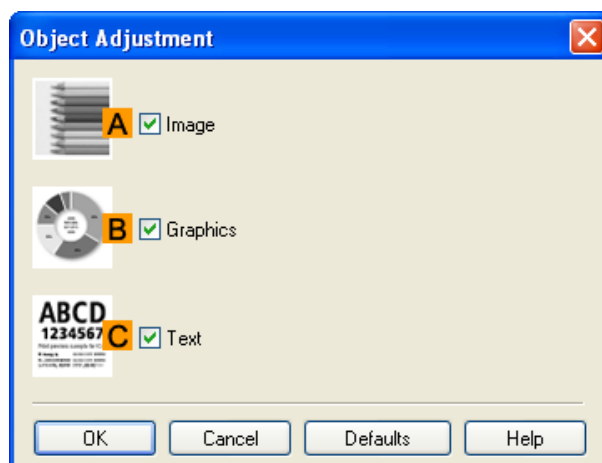 Object Adjustment
A Image
B Graphics
ABCD
1234567
C Text
OK Cancel Defaults Help